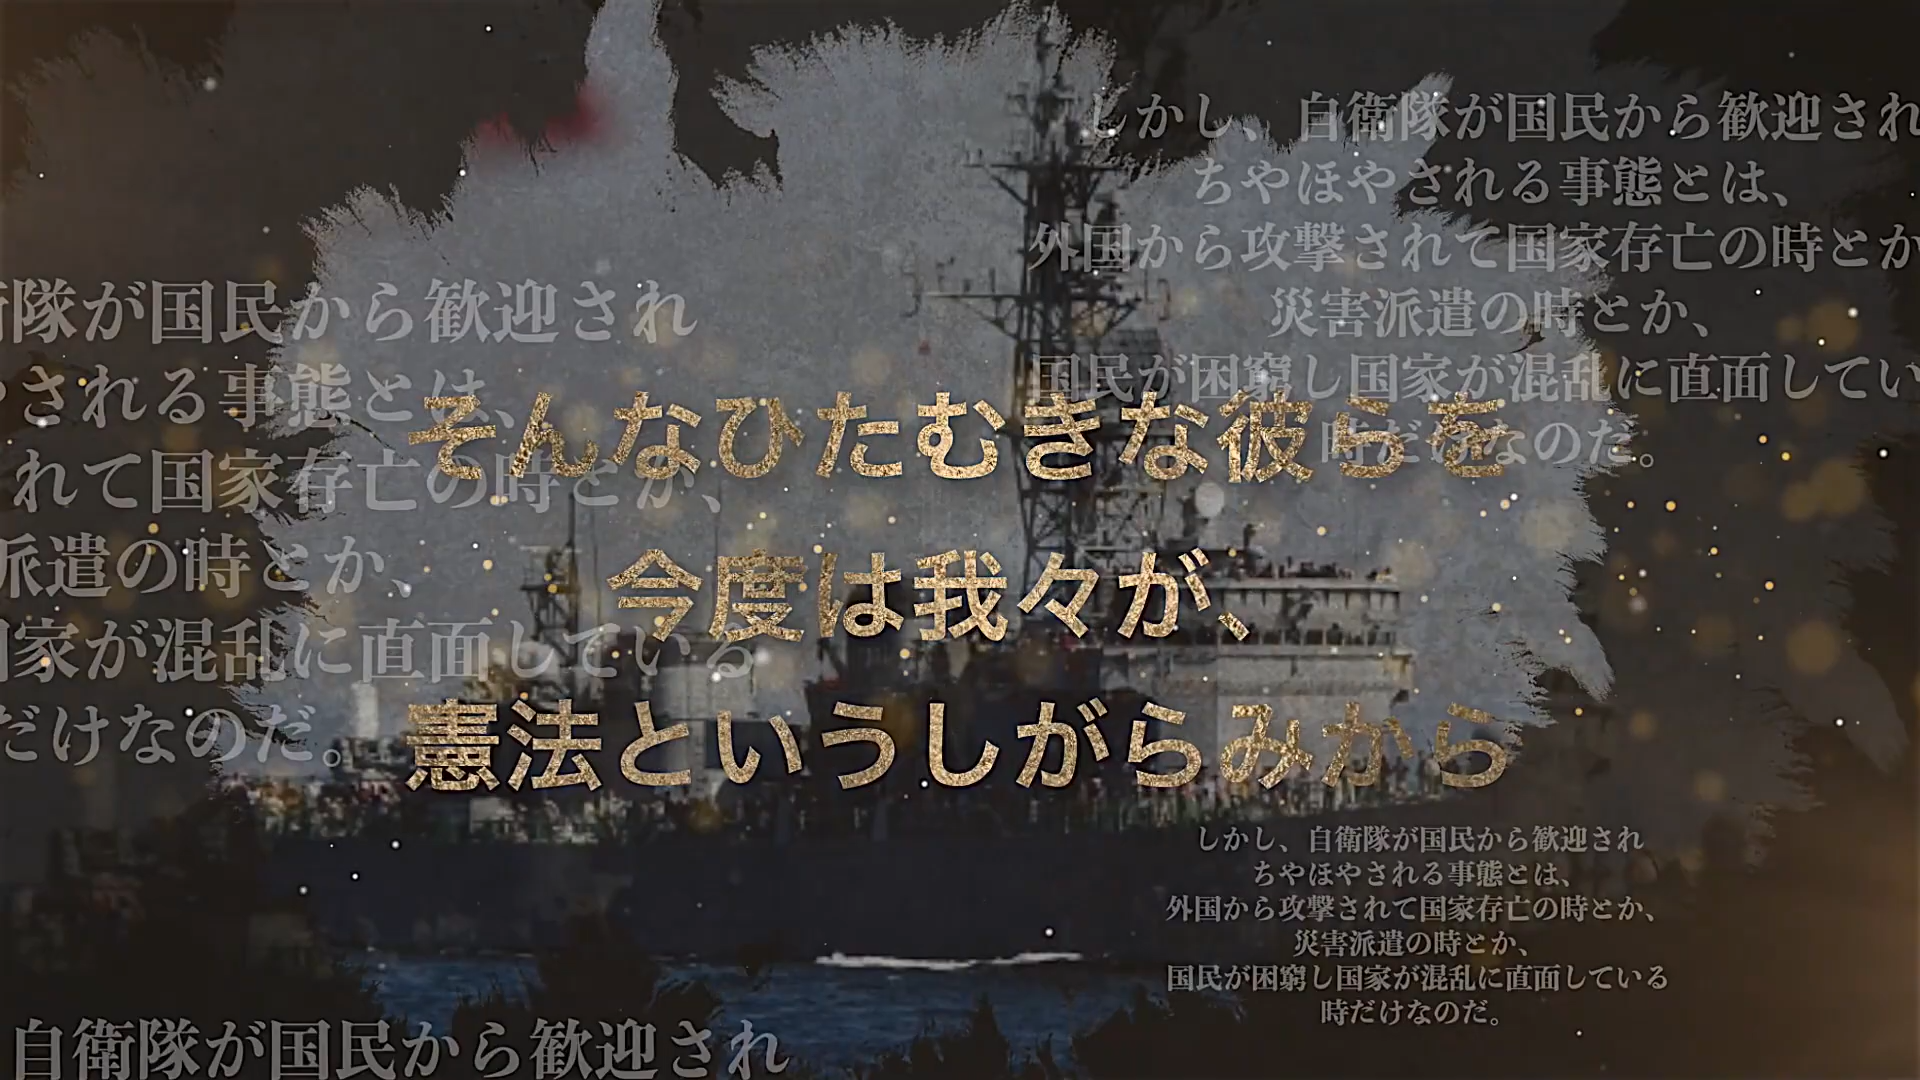 しかし、自衛隊が国民から歓迎され
ちやほやされる事態とは、
外国から攻撃されて国家存亡の時とか
災害派遣の時とか、
国民が困窮し国家が混乱に直面してい
時だけなのだ。
衛隊が国民から歓迎され
やされる事態とは、
れて国家存亡の時とか、
派遣の時とか、
国家が混乱に直面している
だけなのだ。
そんなひたむきな彼らを
今度は我々が、
憲法というしがらみから
しかし、自衛隊が国民から歓迎され
ちやほやされる事態とは、
外国から攻撃されて国家存亡の時とか、
災害派遣の時とか、
国民が困窮し国家が混乱に直面している
時だけなのだ。
自衛隊が国民から歓迎され